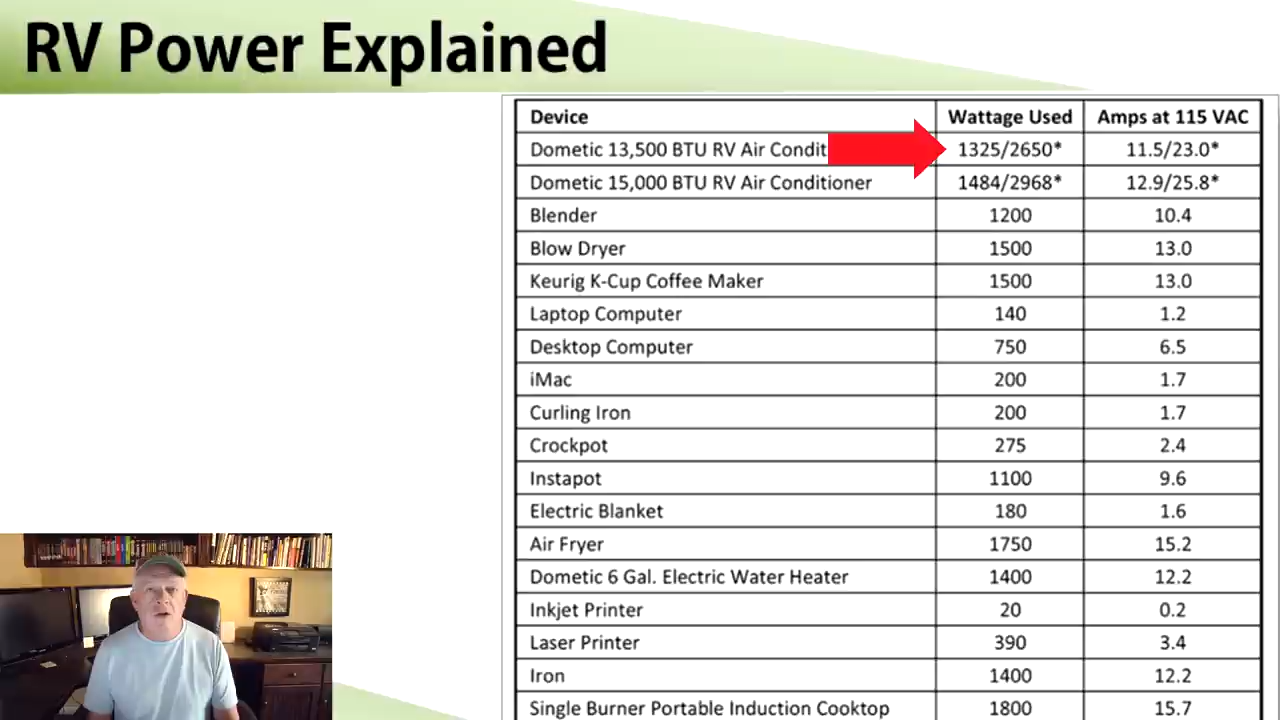 RV Power Explained
Device Wattage Used Amps at 115 VAC
Dometic 13,500 BTU RV Air Condit 1325/2650* 11.5/23.0*
Dometic 15,000 BTU RV Air Conditioner 1484/2968* 12.9/25.8*
Blender 1200 10.4
Blow Dryer 1500 13.0
Keurig K-Cup Coffee Maker 1500 13.0
Laptop Computer 140 1.2
Desktop Computer 750 6.5
iMac 200 1.7
Curling Iron 200 1.7
Crockpot 275 2.4
Instapot 1100 9.6
Electric Blanket 180 1.6
Air Fryer 1750 15.2
Dometic 6 Gal. Electric Water Heater 1400 12.2
Inkjet Printer 20 0.2
Laser Printer 390 3.4
Iron 1400 12.2
Single Burner Portable Induction Cooktop 1800 15.7